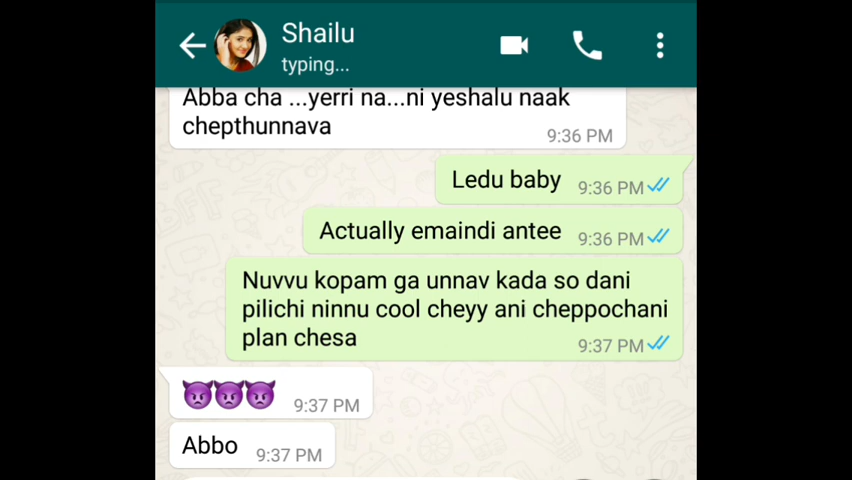 Shailu
typing...
Abba cha ...yerri na...ni yeshalu naak
chepthunnava
9:36 PM
Ledu baby 9:36 PM
Actually emaindi antee 9:36 PM
Nuvvu kopam ga unnav kada so dani
pilichi ninnu cool cheyy ani cheppochani
plan chesa 9:37 PM
👿👿👿 9:37 PM
Abbo 9:37 PM